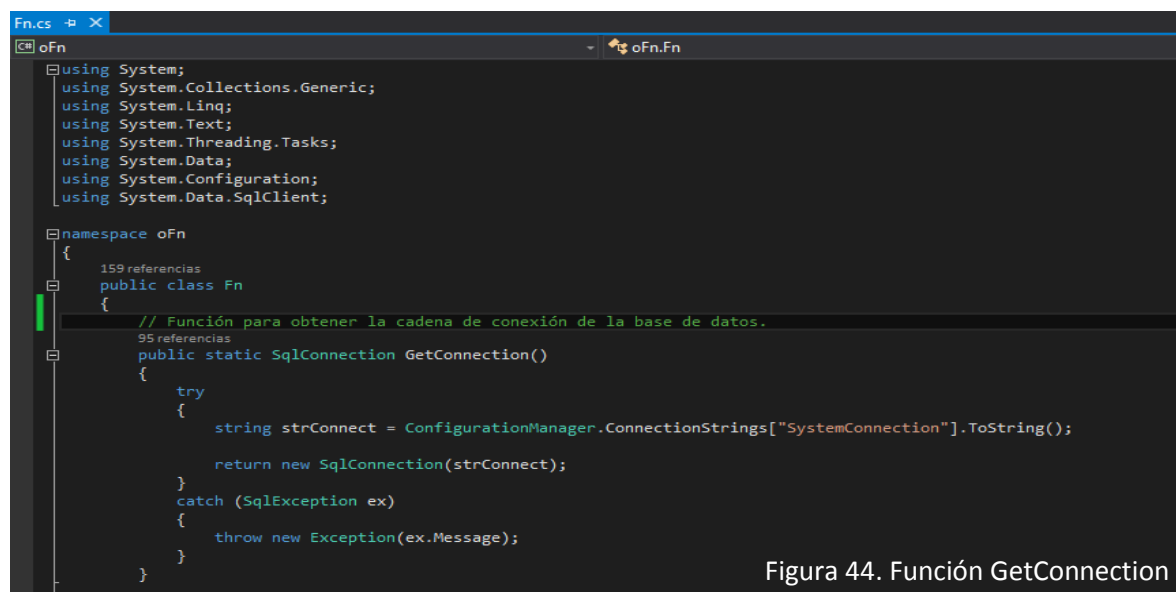 Fn.cs
C# oFn oFn.Fn
using System;
using System.Collections.Generic;
using System.Linq;
using System.Text;
using System.Threading.Tasks;
using System.Data;
using System.Configuration;
using System.Data.SqlClient;
namespace oFn
{
159 referencias
public class Fn
{
// Función para obtener la cadena de conexión de la base de datos.
95 referencias
public static SqlConnection GetConnection()
{
try
{
string strConnect = ConfigurationManager.ConnectionStrings["SystemConnection"].ToString();
return new SqlConnection(strConnect);
}
catch (SqlException ex)
{
throw new Exception(ex.Message);
}
}
Figura 44. Función GetConnection